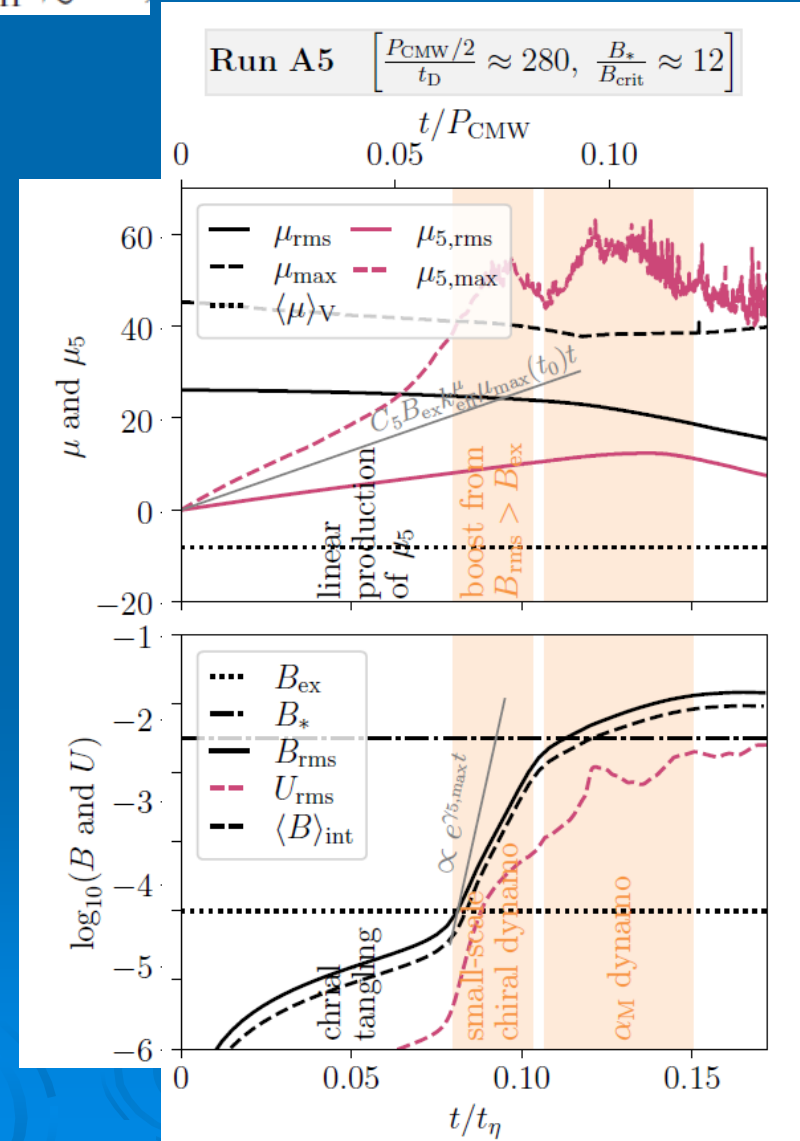 Run A5 [P_CMW/2 / t_D ≈ 280, B_* / B_crit ≈ 12]
t/P_CMW
0 0.05 0.10
μ_rms μ_5,rms
μ_max μ_5,max
⟨μ⟩_V
60
40
20
0
−20
μ and μ_5
C_5 B_ex k_eff^μ μ_max(t_0)t
linear
production
of μ_5
boost from
B_rms > B_ex
B_ex
B_*
B_rms
U_rms
⟨B⟩_int
−1
−2
−3
−4
−5
−6
log_10(B and U)
∝ e^γ_5,max t
chrial
tangling
small-scale
chiral dynamo
α_M dynamo
0 0.05 0.10 0.15
t/t_η